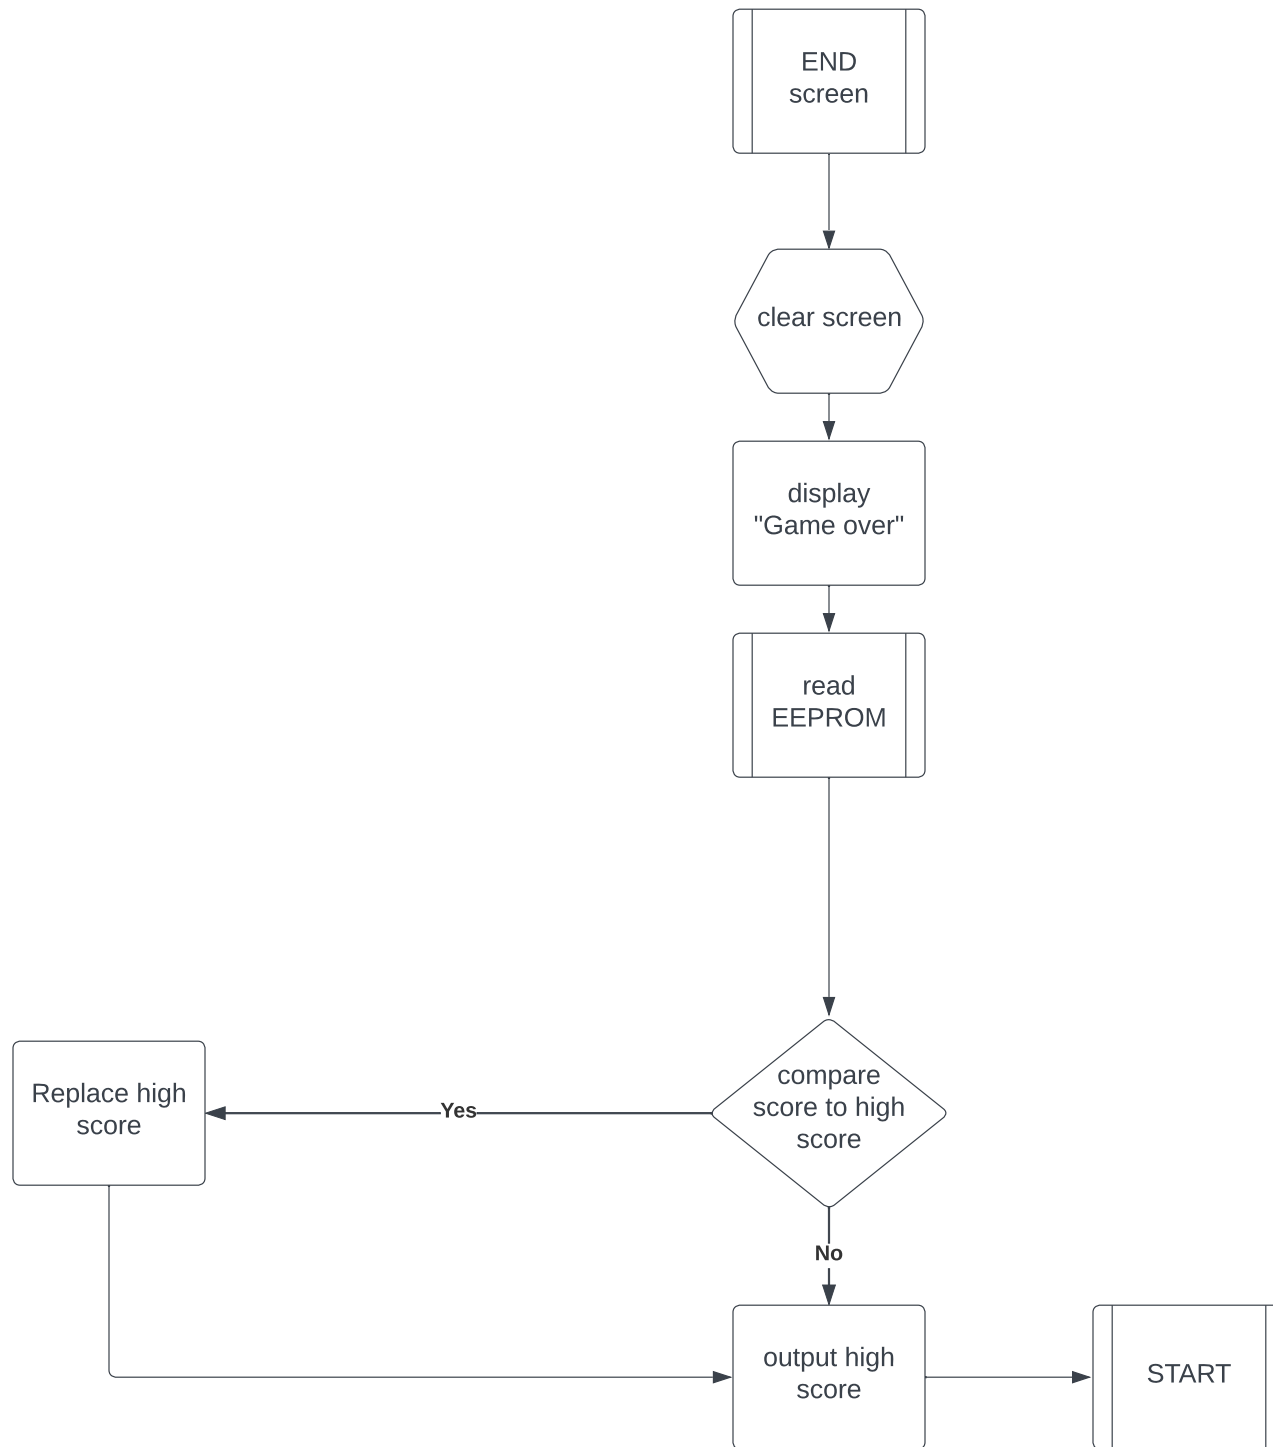 END
screen
clear screen
display
"Game over"
read
EEPROM
compare
score to high
score
Yes
Replace high
score
No
output high
score
START